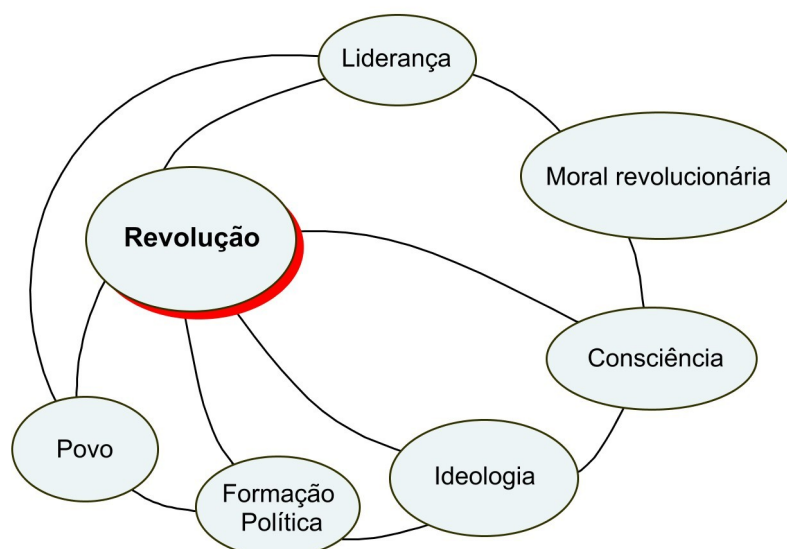 Liderança
Moral revolucionária
Revolução
Consciência
Povo
Ideologia
Formação
Política